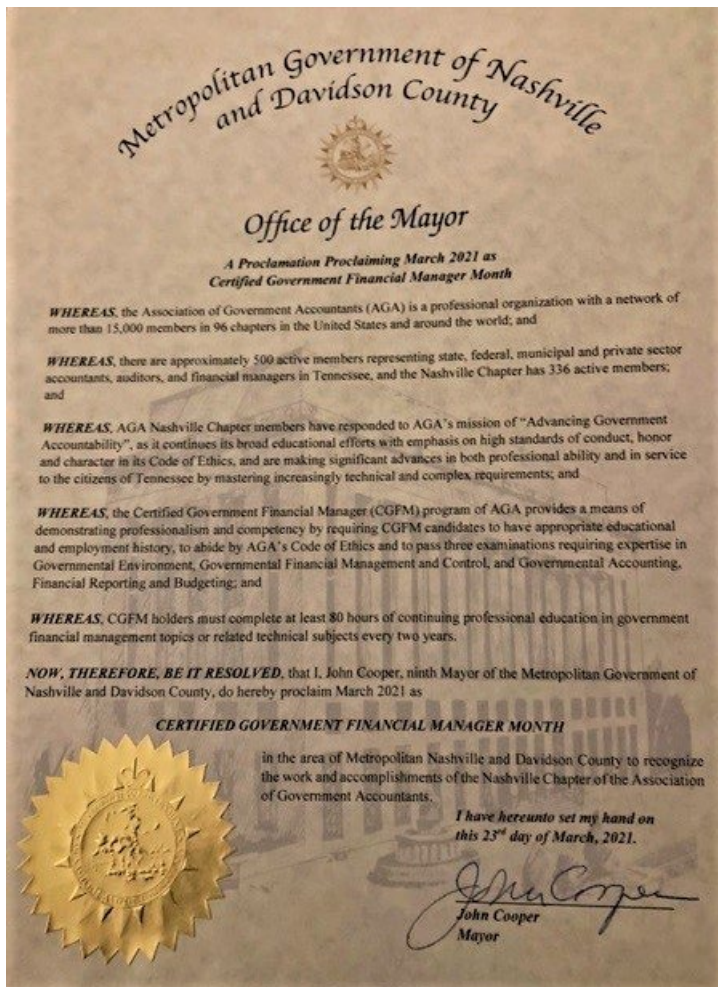 Metropolitan Government of Nashville
and Davidson County
Office of the Mayor
A Proclamation Proclaiming March 2021 as
Certified Government Financial Manager Month
WHEREAS, the Association of Government Accountants (AGA) is a professional organization with a network of
more than 15,000 members in 96 chapters in the United States and around the world; and
WHEREAS, there are approximately 500 active members representing state, federal, municipal and private sector
accountants, auditors, and financial managers in Tennessee, and the Nashville Chapter has 336 active members;
and
WHEREAS, AGA Nashville Chapter members have responded to AGA's mission of "Advancing Government
Accountability", as it continues its broad educational efforts with emphasis on high standards of conduct, honor
and character in its Code of Ethics, and are making significant advances in both professional ability and in service
to the citizens of Tennessee by mastering increasingly technical and complex requirements; and
WHEREAS, the Certified Government Financial Manager (CGFM) program of AGA provides a means of
demonstrating professionalism and competency by requiring CGFM candidates to have appropriate educational
and employment history, to abide by AGA's Code of Ethics and to pass three examinations requiring expertise in
Governmental Environment, Governmental Financial Management and Control, and Governmental Accounting,
Financial Reporting and Budgeting; and
WHEREAS, CGFM holders must complete at least 80 hours of continuing professional education in government
financial management topics or related technical subjects every two years.
NOW, THEREFORE, BE IT RESOLVED, that I, John Cooper, ninth Mayor of the Metropolitan Government of
Nashville and Davidson County, do hereby proclaim March 2021 as
CERTIFIED GOVERNMENT FINANCIAL MANAGER MONTH
in the area of Metropolitan Nashville and Davidson County to recognize
the work and accomplishments of the Nashville Chapter of the Association
of Government Accountants.
I have hereunto set my hand on
this 23rd day of March, 2021.
John Cooper
John Cooper
Mayor